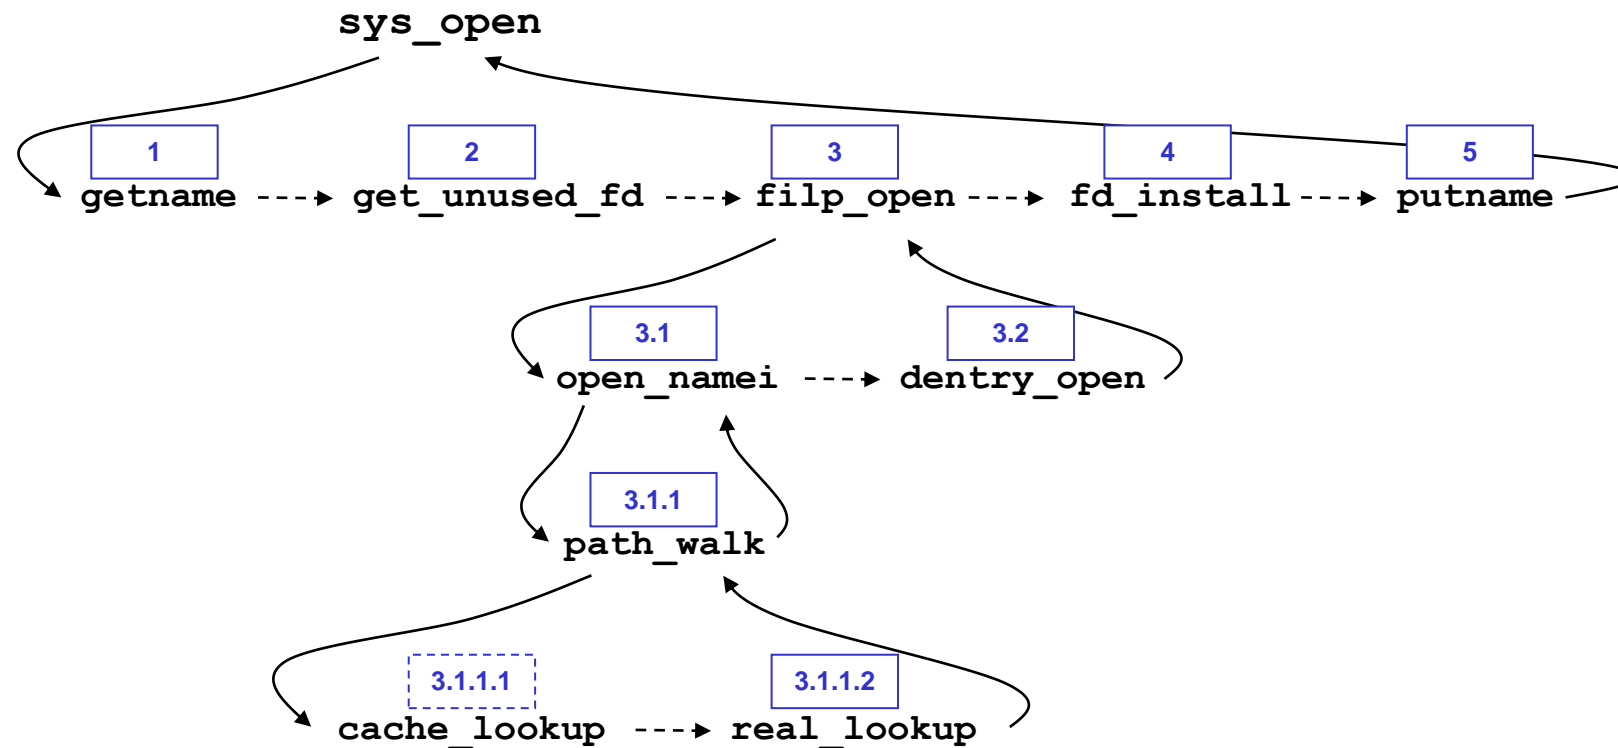 sys_open
1 2 3 4 5
getname get_unused_fd filp_open fd_install putname
3.1 3.2
open_namei dentry_open
3.1.1
path_walk
3.1.1.1 3.1.1.2
cache_lookup real_lookup